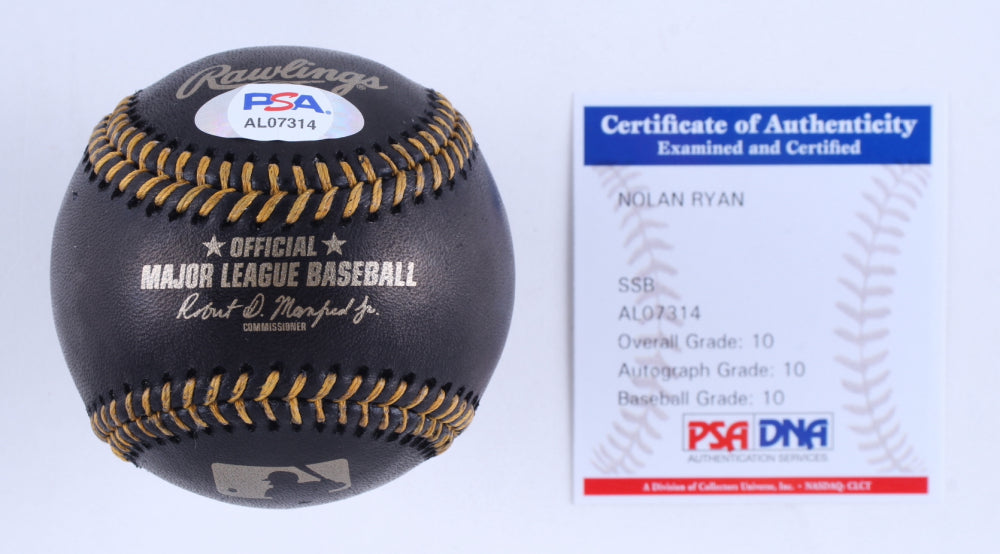 Rawlings®
PSA.
AL07314
★ OFFICIAL ★
MAJOR LEAGUE BASEBALL
Robert D. Manfred Jr.
COMMISSIONER
Certificate of Authenticity
Examined and Certified
NOLAN RYAN
SSB
AL07314
Overall Grade: 10
Autograph Grade: 10
Baseball Grade: 10
PSA DNA
AUTHENTICATION SERVICES
A Division of Collectors Universe, Inc. • NASDAQ: CLCT